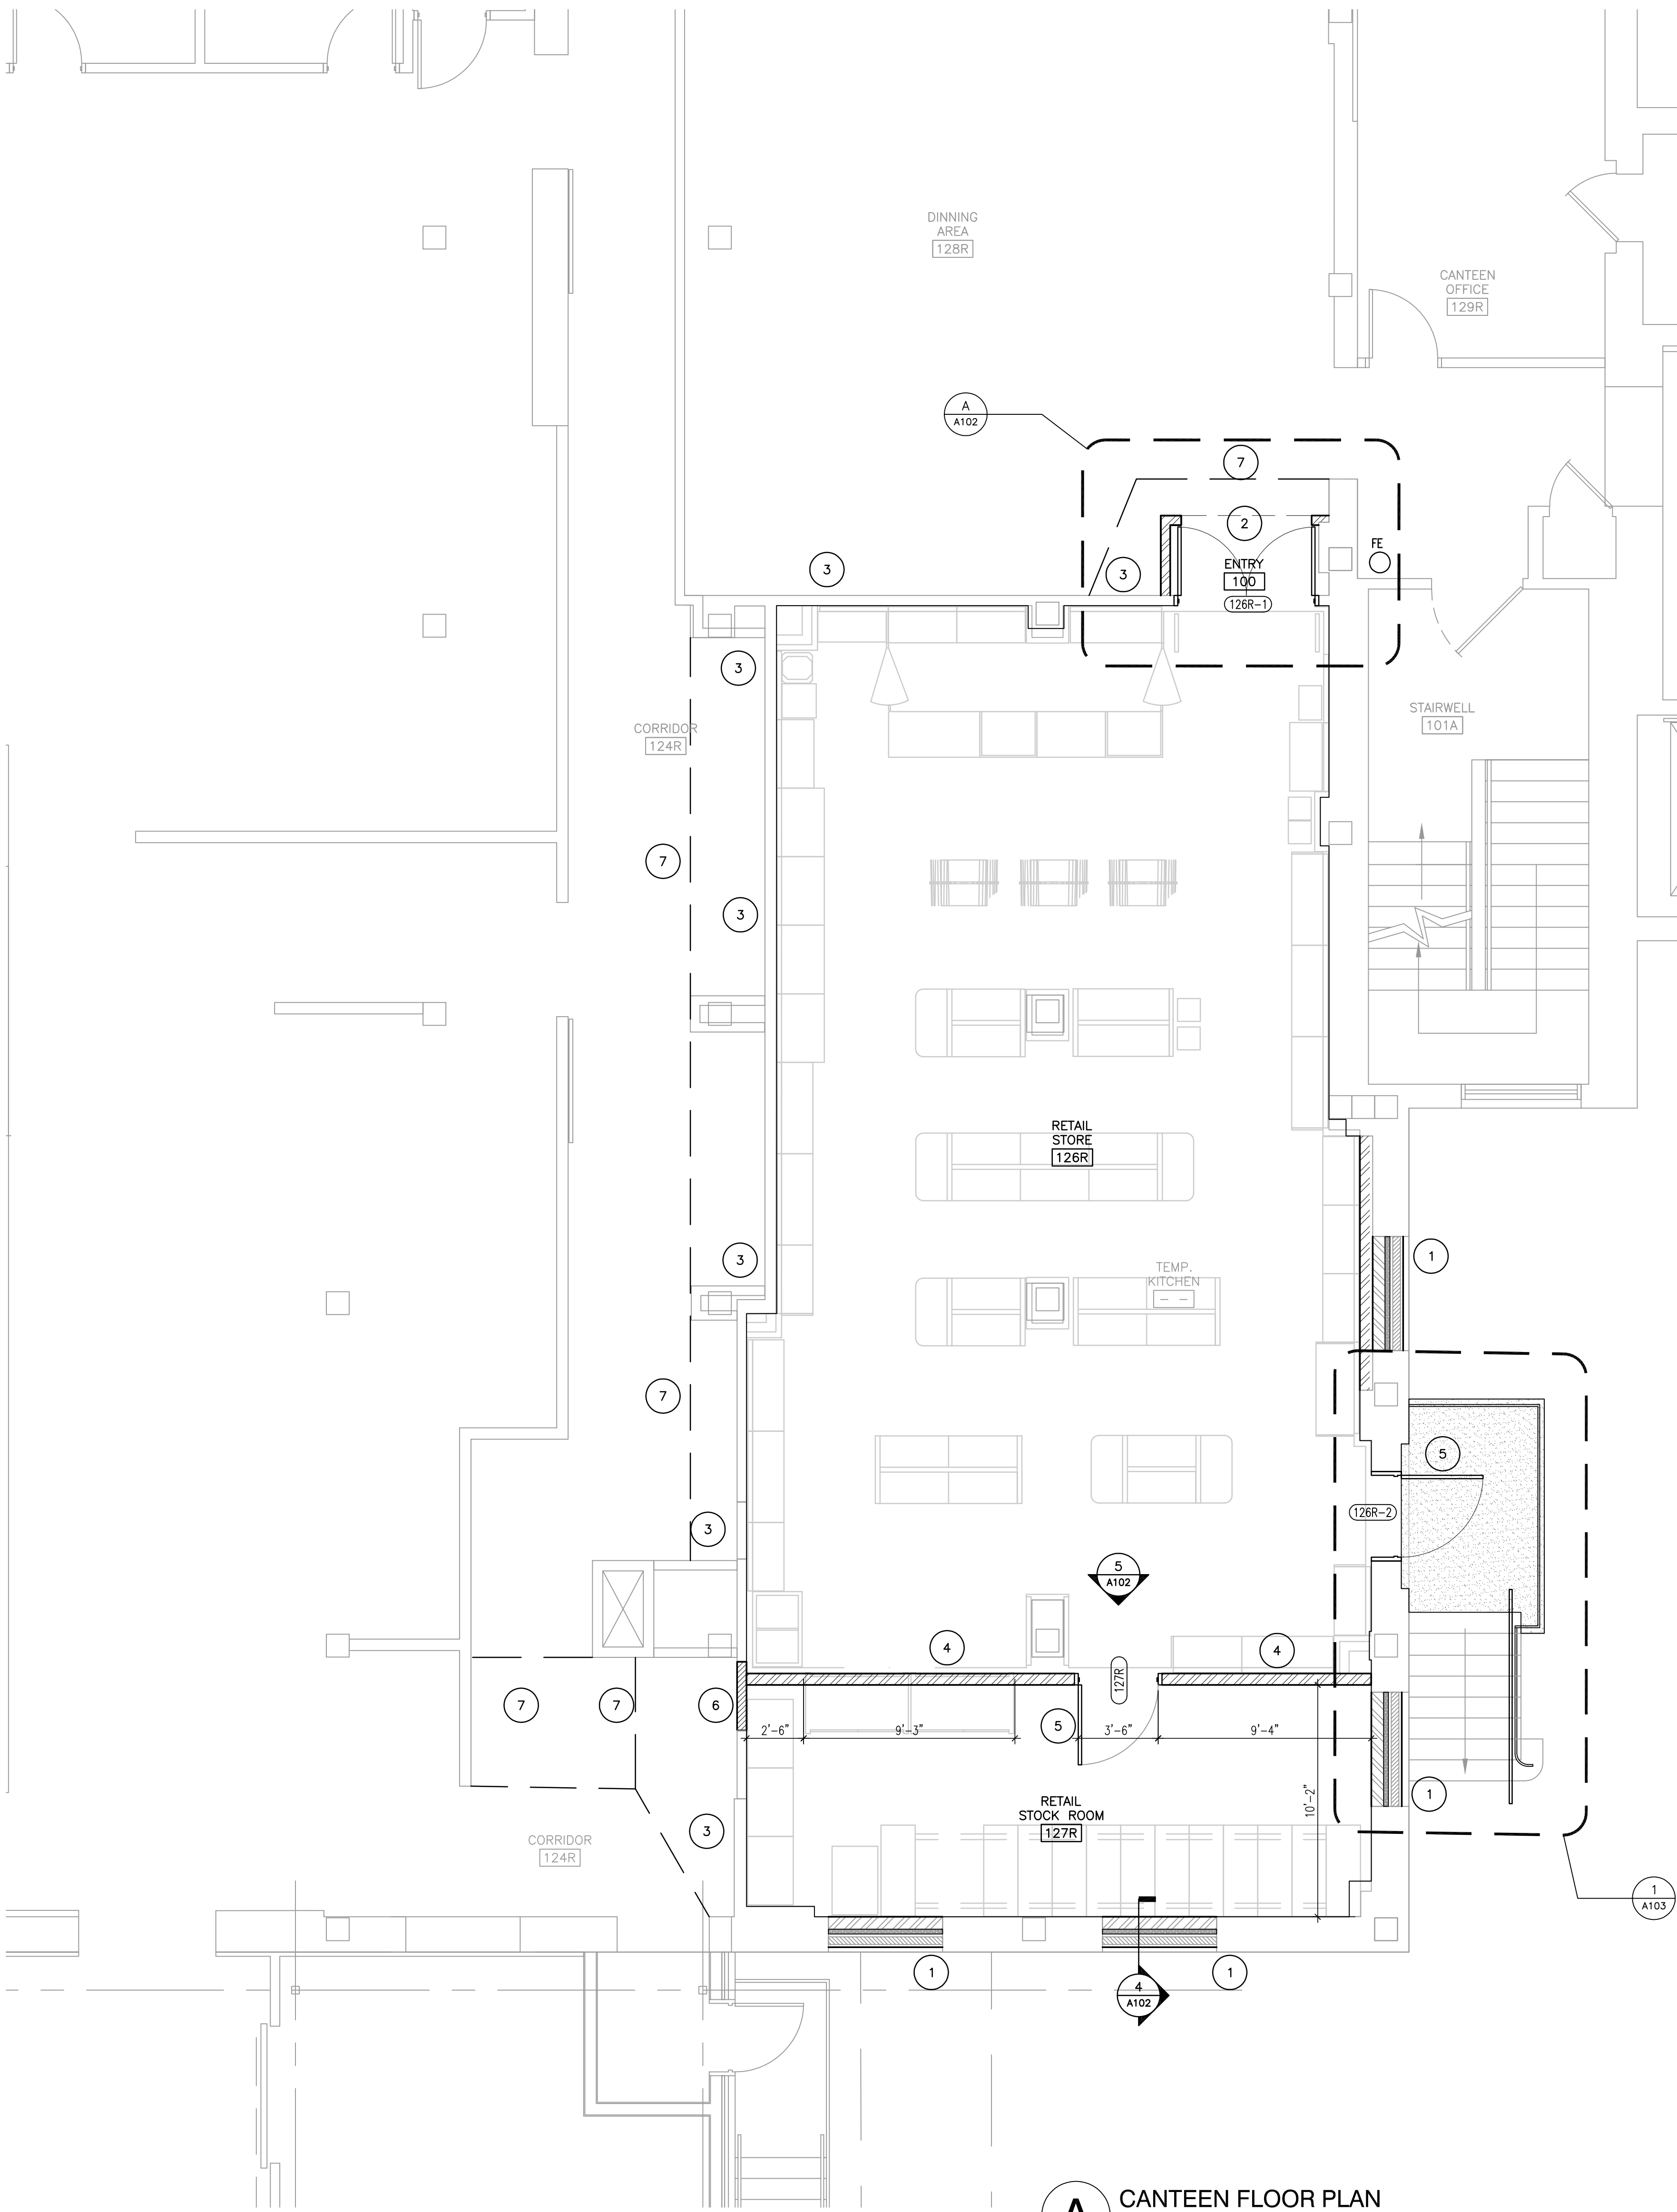 DINNING
AREA
128R
CANTEEN
OFFICE
129R
A
A102
7
2
FE
3
3
ENTRY
100
126R-1
3
CORRIDOR
124R
STAIRWELL
101A
7
3
RETAIL
STORE
126R
3
1
TEMP.
KITCHEN
- -
7
5
126R-2
3
5
A102
4
4
127R
7
7
6
2'-6"
9'-3"
5
3'-6"
9'-4"
10'-2"
1
RETAIL
STOCK ROOM
127R
3
CORRIDOR
124R
1
A103
1
1
4
A102
A
CANTEEN FLOOR PLAN